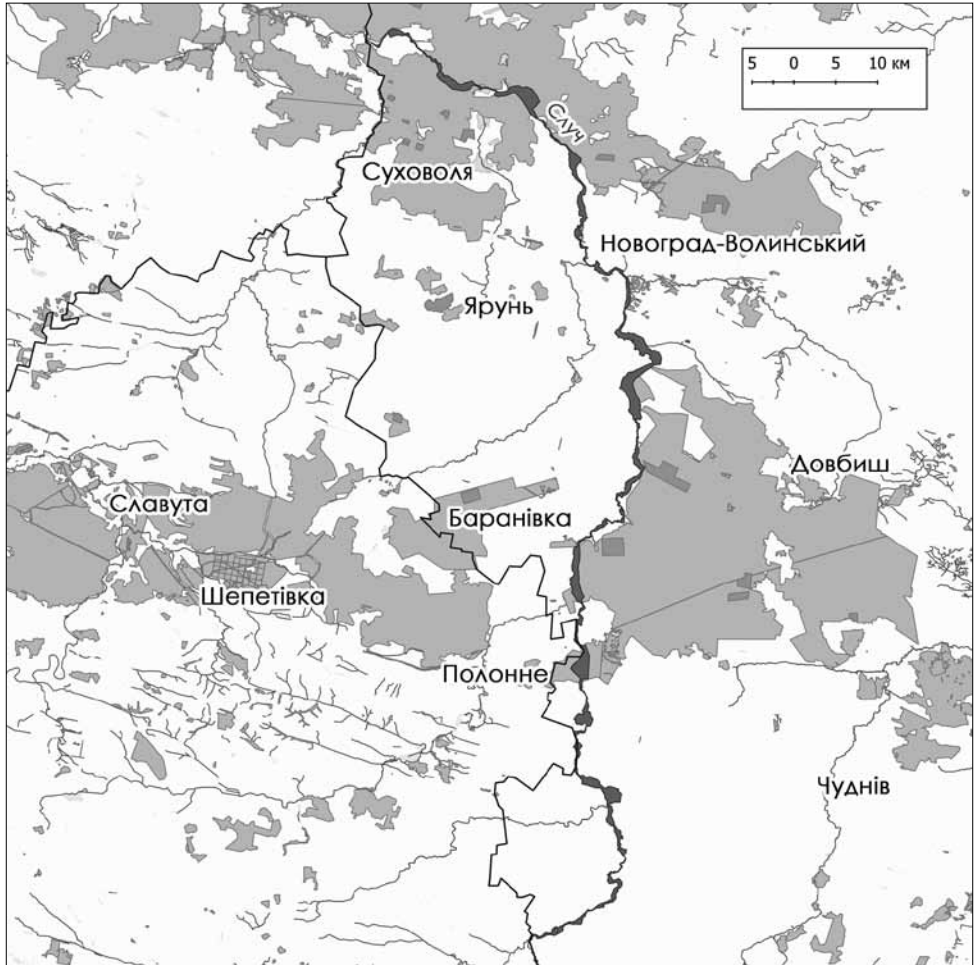 5 0 5 10 км
Случ
Суховоля
Новоград-Волинський
Ярунь
Довбиш
Славута
Баранівка
Шепетівка
Полонне
Чуднів